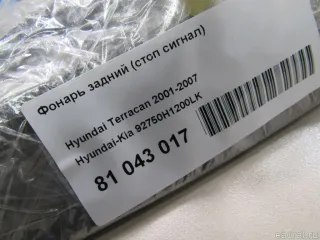 Фонарь задний (стоп сигнал)
Hyundai Terracan 2001-2007
Hyundai-Kia 92750H1200LK
81 043 017